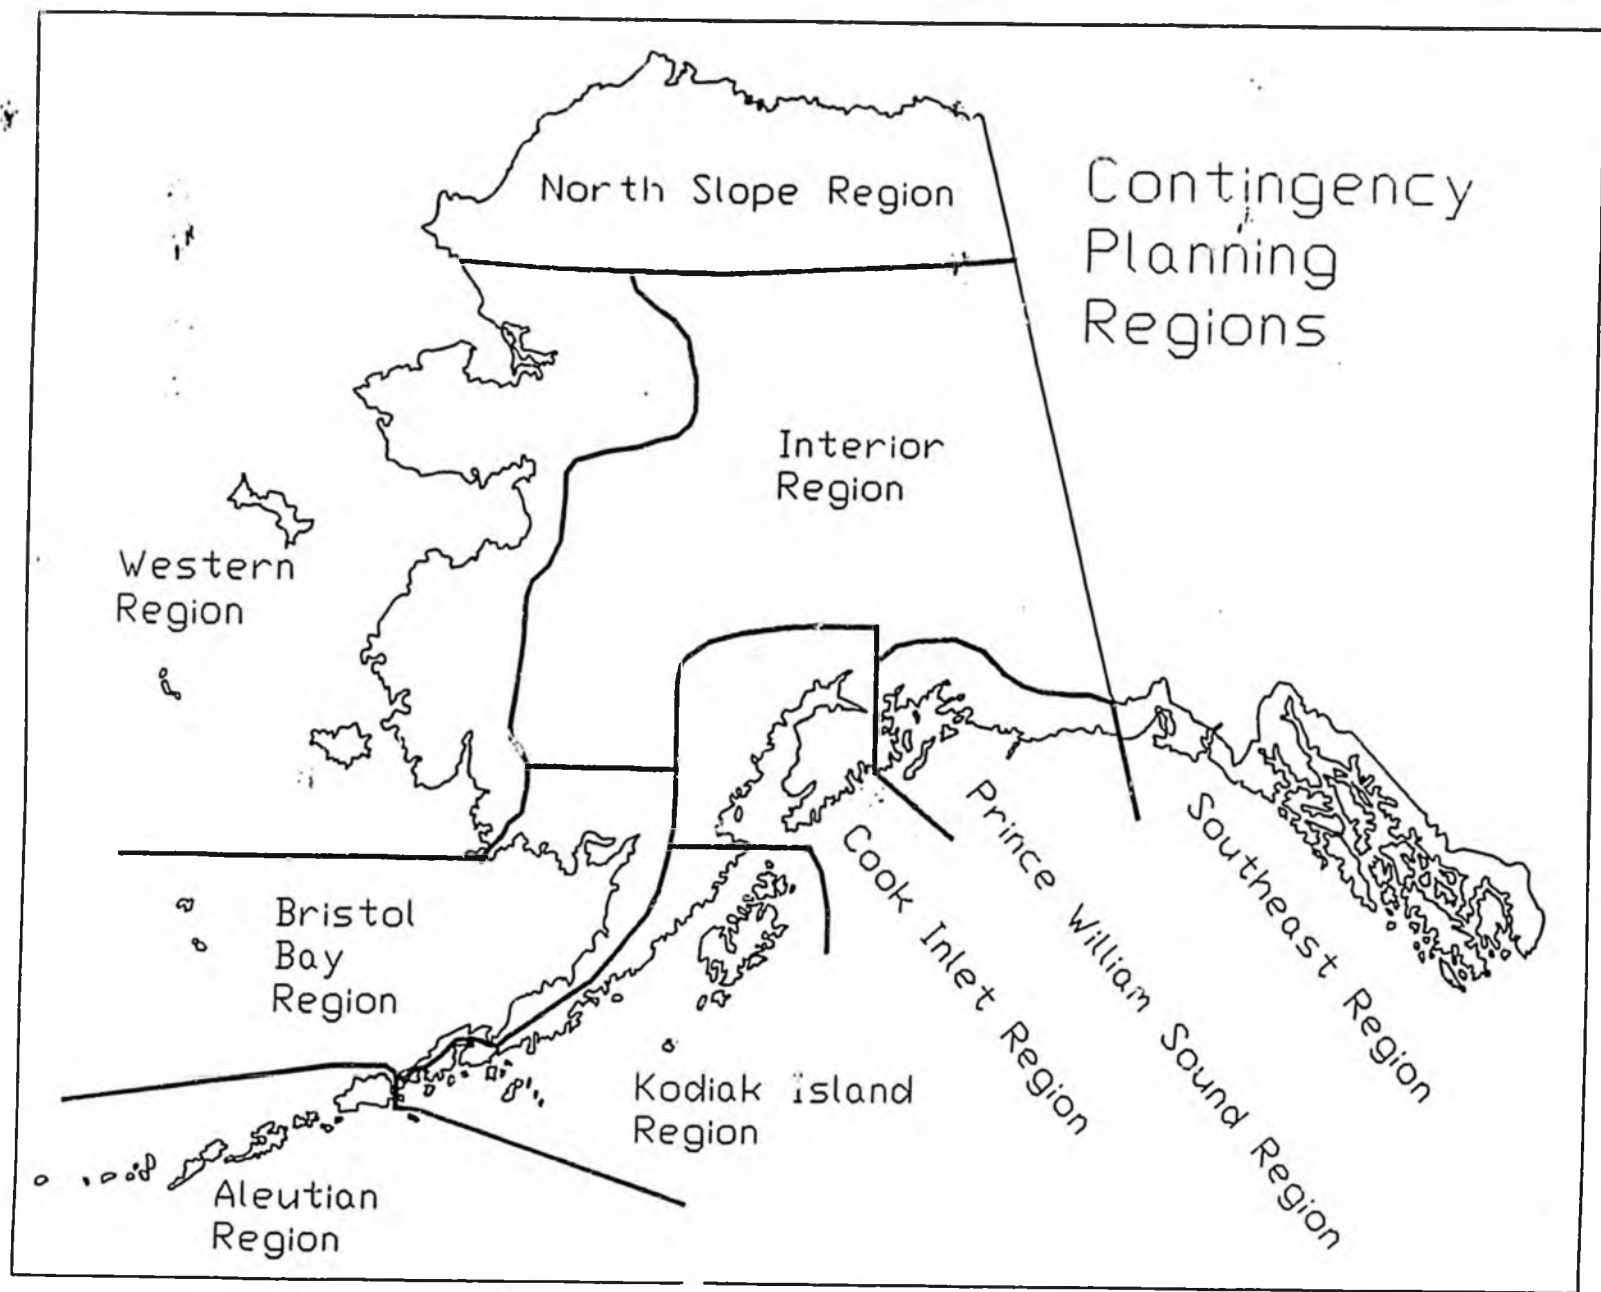 Contingency
Planning
Regions
North Slope Region
Interior
Region
Western
Region
Bristol
Bay
Region
Aleutian
Region
Kodiak island
Region
Cook Inlet Region
Prince William Sound Region
Southeast Region